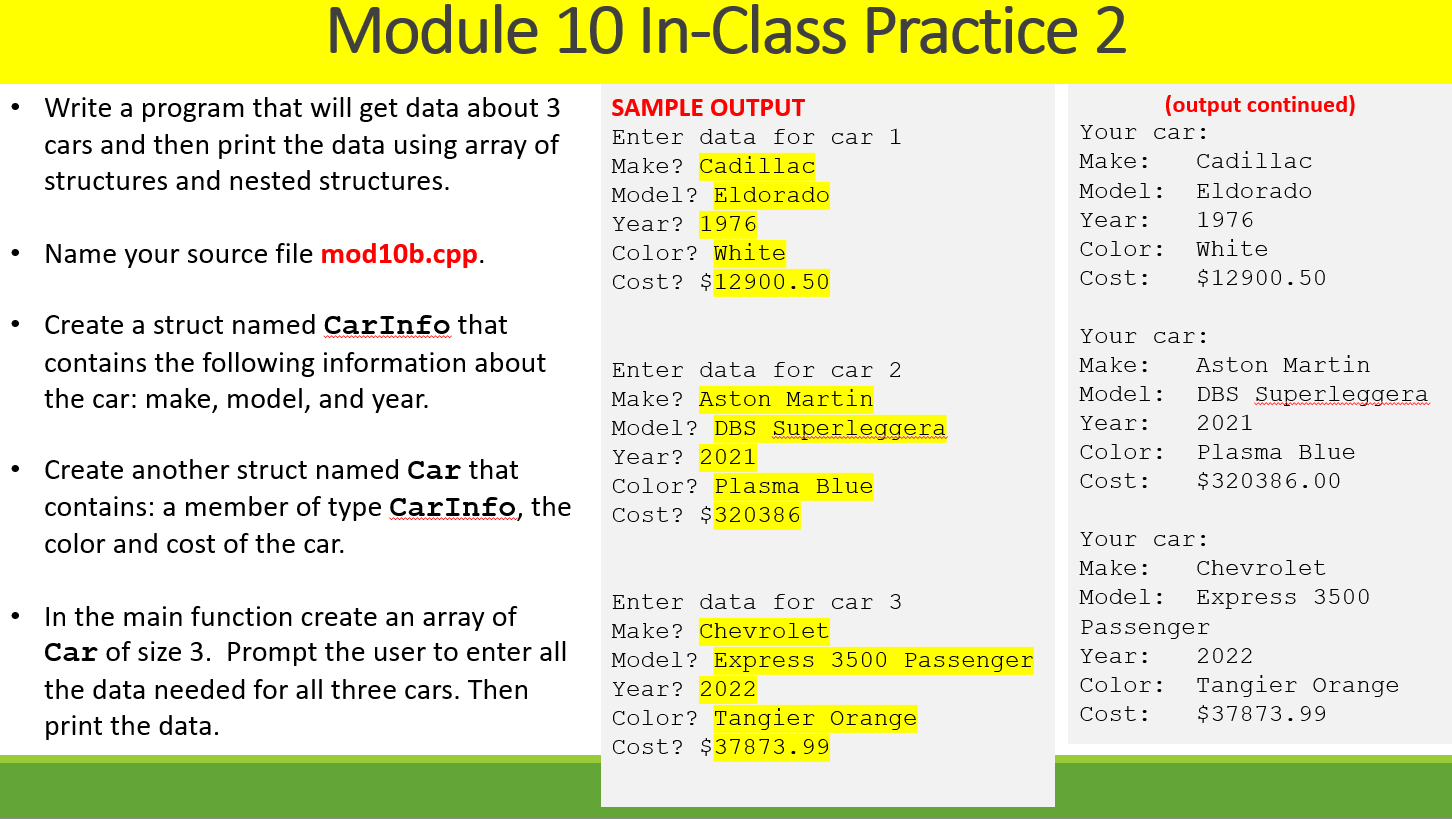 Module 10 In-Class Practice 2
• Write a program that will get data about 3
cars and then print the data using array of
structures and nested structures.
• Name your source file mod10b.cpp.
• Create a struct named CarInfo that
contains the following information about
the car: make, model, and year.
• Create another struct named Car that
contains: a member of type CarInfo, the
color and cost of the car.
• In the main function create an array of
Car of size 3.  Prompt the user to enter all
the data needed for all three cars. Then
print the data.
SAMPLE OUTPUT
Enter data for car 1
Make? Cadillac
Model? Eldorado
Year? 1976
Color? White
Cost? $12900.50
Enter data for car 2
Make? Aston Martin
Model? DBS Superleggera
Year? 2021
Color? Plasma Blue
Cost? $320386
Enter data for car 3
Make? Chevrolet
Model? Express 3500 Passenger
Year? 2022
Color? Tangier Orange
Cost? $37873.99
(output continued)
Your car:
Make:   Cadillac
Model:  Eldorado
Year:   1976
Color:  White
Cost:   $12900.50
Your car:
Make:   Aston Martin
Model:  DBS Superleggera
Year:   2021
Color:  Plasma Blue
Cost:   $320386.00
Your car:
Make:   Chevrolet
Model:  Express 3500
Passenger
Year:   2022
Color:  Tangier Orange
Cost:   $37873.99